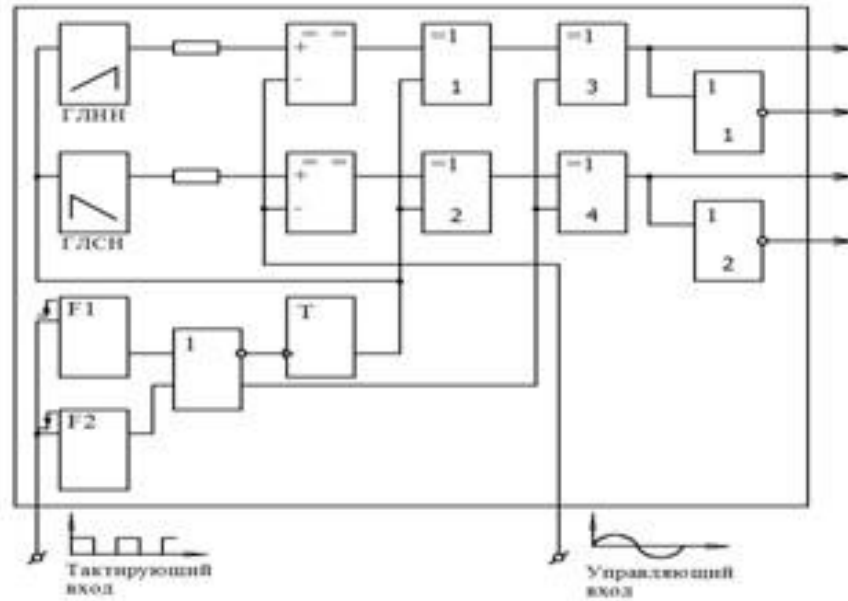 + = =
-
=1
1
=1
3
1
1
ГЛНН
+ = =
-
=1
2
=1
4
1
2
ГЛСН
F1
1
T
F2
Тактирующий
вход
Управляющий
вход